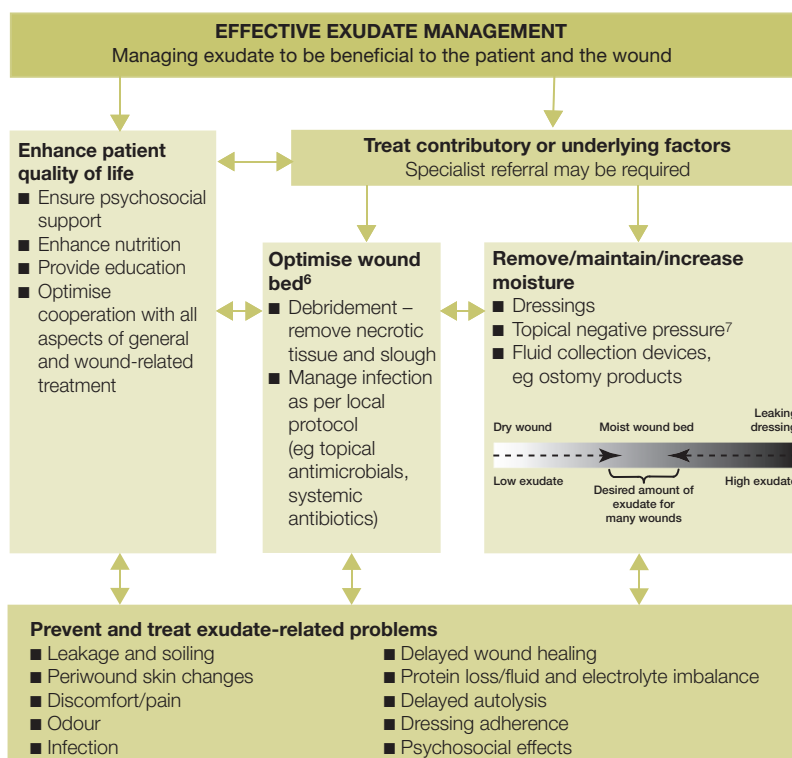 EFFECTIVE EXUDATE MANAGEMENT
Managing exudate to be beneficial to the patient and the wound
Enhance patient
quality of life
■ Ensure psychosocial
support
■ Enhance nutrition
■ Provide education
■ Optimise
cooperation with all
aspects of general
and wound-related
treatment
Treat contributory or underlying factors
Specialist referral may be required
Optimise wound
bed⁶
■ Debridement –
remove necrotic
tissue and slough
■ Manage infection
as per local
protocol
(eg topical
antimicrobials,
systemic
antibiotics)
Remove/maintain/increase
moisture
■ Dressings
■ Topical negative pressure⁷
■ Fluid collection devices,
eg ostomy products
Dry wound
Moist wound bed
Leaking
dressing
Low exudate
Desired amount of
exudate for
many wounds
High exudate
Prevent and treat exudate-related problems
■ Leakage and soiling
■ Periwound skin changes
■ Discomfort/pain
■ Odour
■ Infection
■ Delayed wound healing
■ Protein loss/fluid and electrolyte imbalance
■ Delayed autolysis
■ Dressing adherence
■ Psychosocial effects